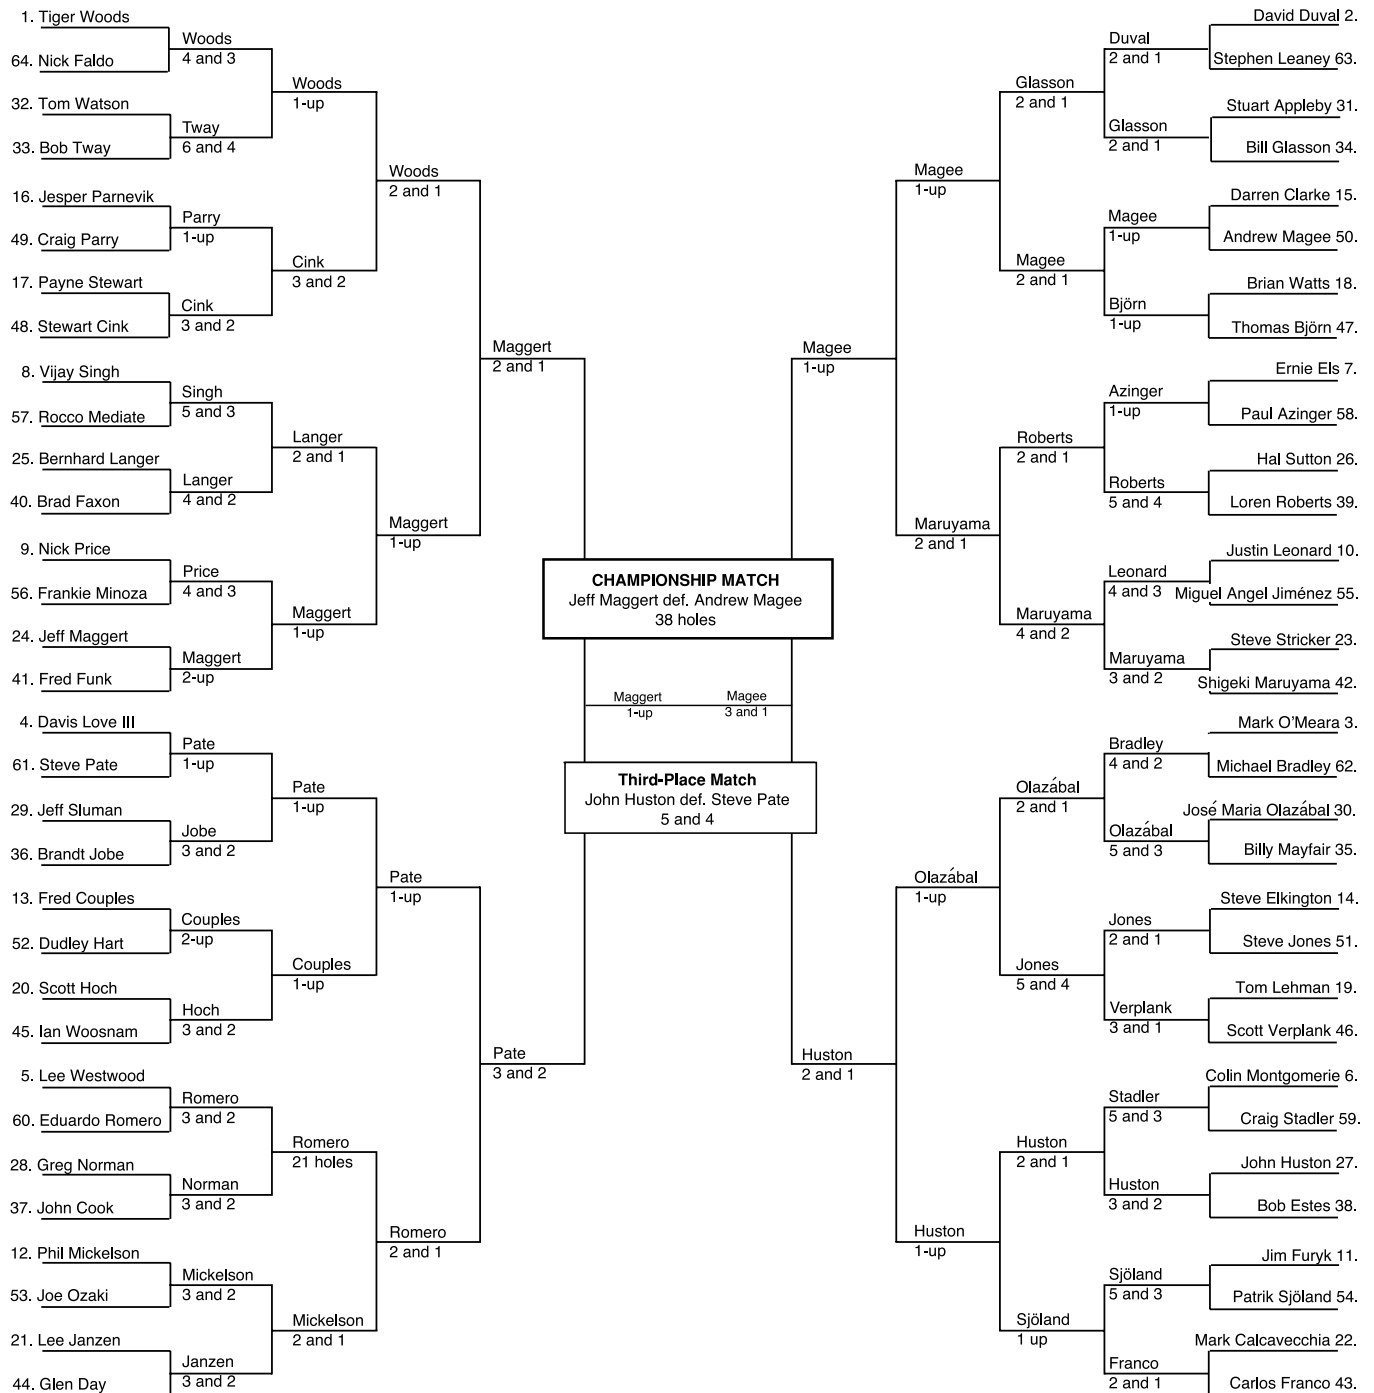 1. Tiger Woods
64. Nick Faldo
32. Tom Watson
33. Bob Tway
16. Jesper Parnevik
49. Craig Parry
17. Payne Stewart
48. Stewart Cink
8. Vijay Singh
57. Rocco Mediate
25. Bernhard Langer
40. Brad Faxon
9. Nick Price
56. Frankie Minoza
24. Jeff Maggert
41. Fred Funk
4. Davis Love III
61. Steve Pate
29. Jeff Sluman
36. Brandt Jobe
13. Fred Couples
52. Dudley Hart
20. Scott Hoch
45. Ian Woosnam
5. Lee Westwood
60. Eduardo Romero
28. Greg Norman
37. John Cook
12. Phil Mickelson
53. Joe Ozaki
21. Lee Janzen
44. Glen Day
Woods
4 and 3
Tway
6 and 4
Parry
1-up
Cink
3 and 2
Singh
5 and 3
Langer
4 and 2
Price
4 and 3
Maggert
2-up
Pate
1-up
Jobe
3 and 2
Couples
2-up
Hoch
3 and 2
Romero
3 and 2
Norman
3 and 2
Mickelson
3 and 2
Janzen
3 and 2
Woods
1-up
Cink
3 and 2
Langer
2 and 1
Maggert
1-up
Pate
1-up
Couples
1-up
Romero
21 holes
Mickelson
2 and 1
Woods
2 and 1
Maggert
1-up
Pate
1-up
Romero
2 and 1
Maggert
2 and 1
Pate
3 and 2
CHAMPIONSHIP MATCH
Jeff Maggert def. Andrew Magee
38 holes
Maggert
1-up
Magee
3 and 1
Third-Place Match
John Huston def. Steve Pate
5 and 4
Magee
1-up
Huston
2 and 1
Magee
1-up
Maruyama
2 and 1
Olazábal
1-up
Huston
1-up
Glasson
2 and 1
Magee
2 and 1
Roberts
2 and 1
Maruyama
4 and 2
Olazábal
2 and 1
Jones
5 and 4
Huston
2 and 1
Sjöland
1 up
Duval
2 and 1
Glasson
2 and 1
Magee
1-up
Björn
1-up
Azinger
1-up
Roberts
5 and 4
Leonard
4 and 3
Maruyama
3 and 2
Bradley
4 and 2
Olazábal
5 and 3
Jones
2 and 1
Verplank
3 and 1
Stadler
5 and 3
Huston
3 and 2
Sjöland
5 and 3
Franco
2 and 1
David Duval 2.
Stephen Leaney 63.
Stuart Appleby 31.
Bill Glasson 34.
Darren Clarke 15.
Andrew Magee 50.
Brian Watts 18.
Thomas Björn 47.
Ernie Els 7.
Paul Azinger 58.
Hal Sutton 26.
Loren Roberts 39.
Justin Leonard 10.
Miguel Angel Jiménez 55.
Steve Stricker 23.
Shigeki Maruyama 42.
Mark O'Meara 3.
Michael Bradley 62.
José Maria Olazábal 30.
Billy Mayfair 35.
Steve Elkington 14.
Steve Jones 51.
Tom Lehman 19.
Scott Verplank 46.
Colin Montgomerie 6.
Craig Stadler 59.
John Huston 27.
Bob Estes 38.
Jim Furyk 11.
Patrik Sjöland 54.
Mark Calcavecchia 22.
Carlos Franco 43.